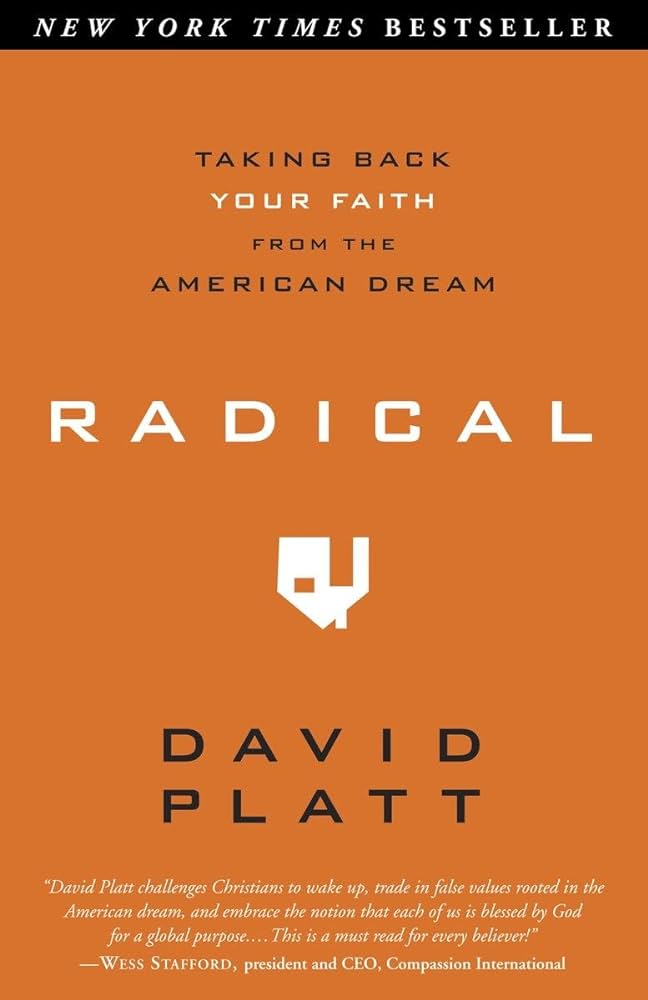 NEW YORK TIMES BESTSELLER
TAKING BACK
YOUR FAITH
FROM THE
AMERICAN DREAM
RADICAL
DAVID
PLATT
“David Platt challenges Christians to wake up, trade in false values rooted in the
American dream, and embrace the notion that each of us is blessed by God
for a global purpose.… This is a must read for every believer!”
—WESS STAFFORD, president and CEO, Compassion International